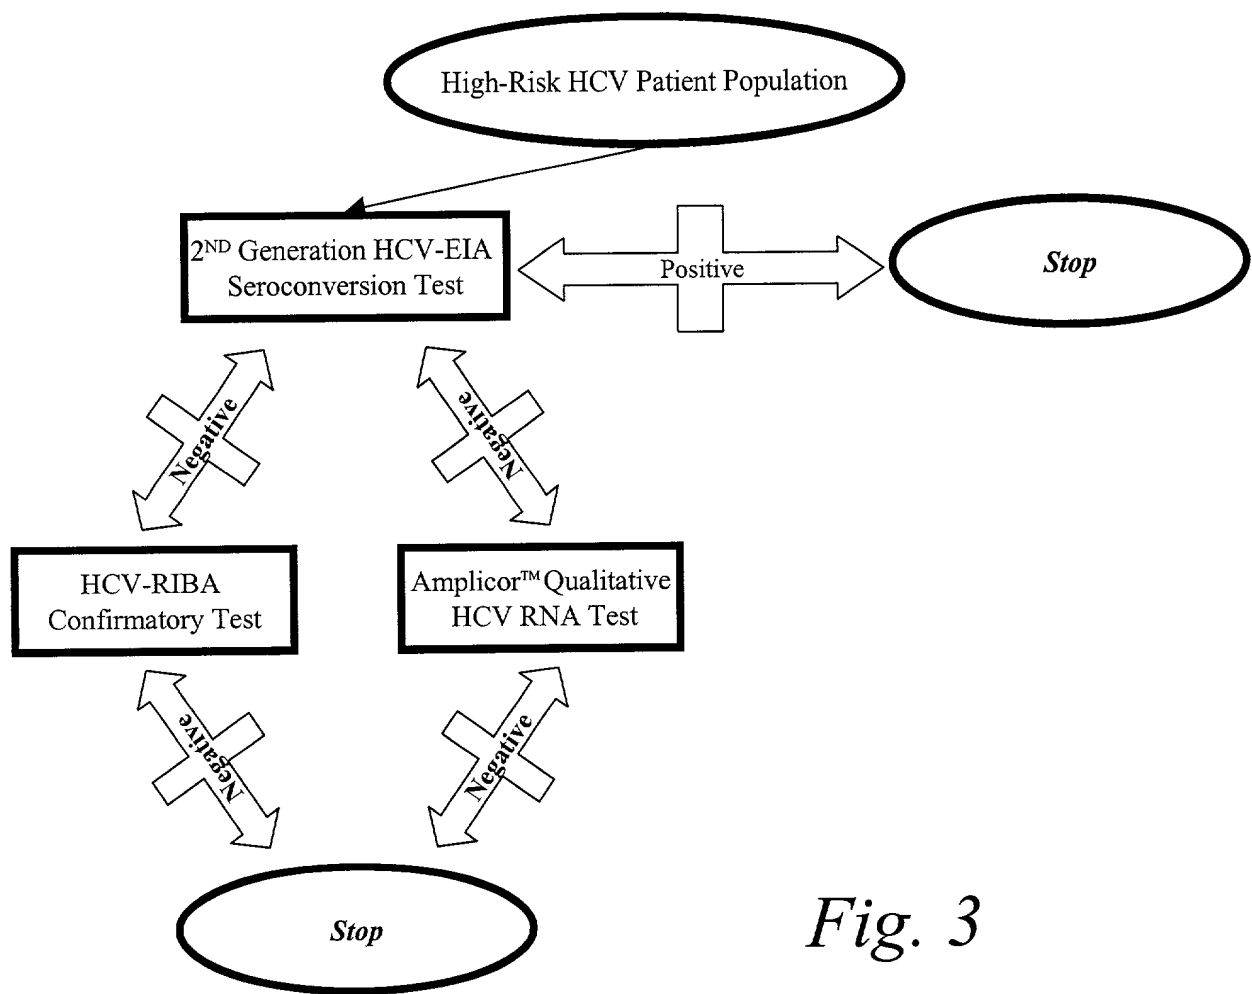 High-Risk HCV Patient Population
2ND Generation HCV-EIA
Seroconversion Test
Positive
Stop
Negative
Negative
HCV-RIBA
Confirmatory Test
Amplicor™ Qualitative
HCV RNA Test
Negative
Negative
Stop
Fig. 3